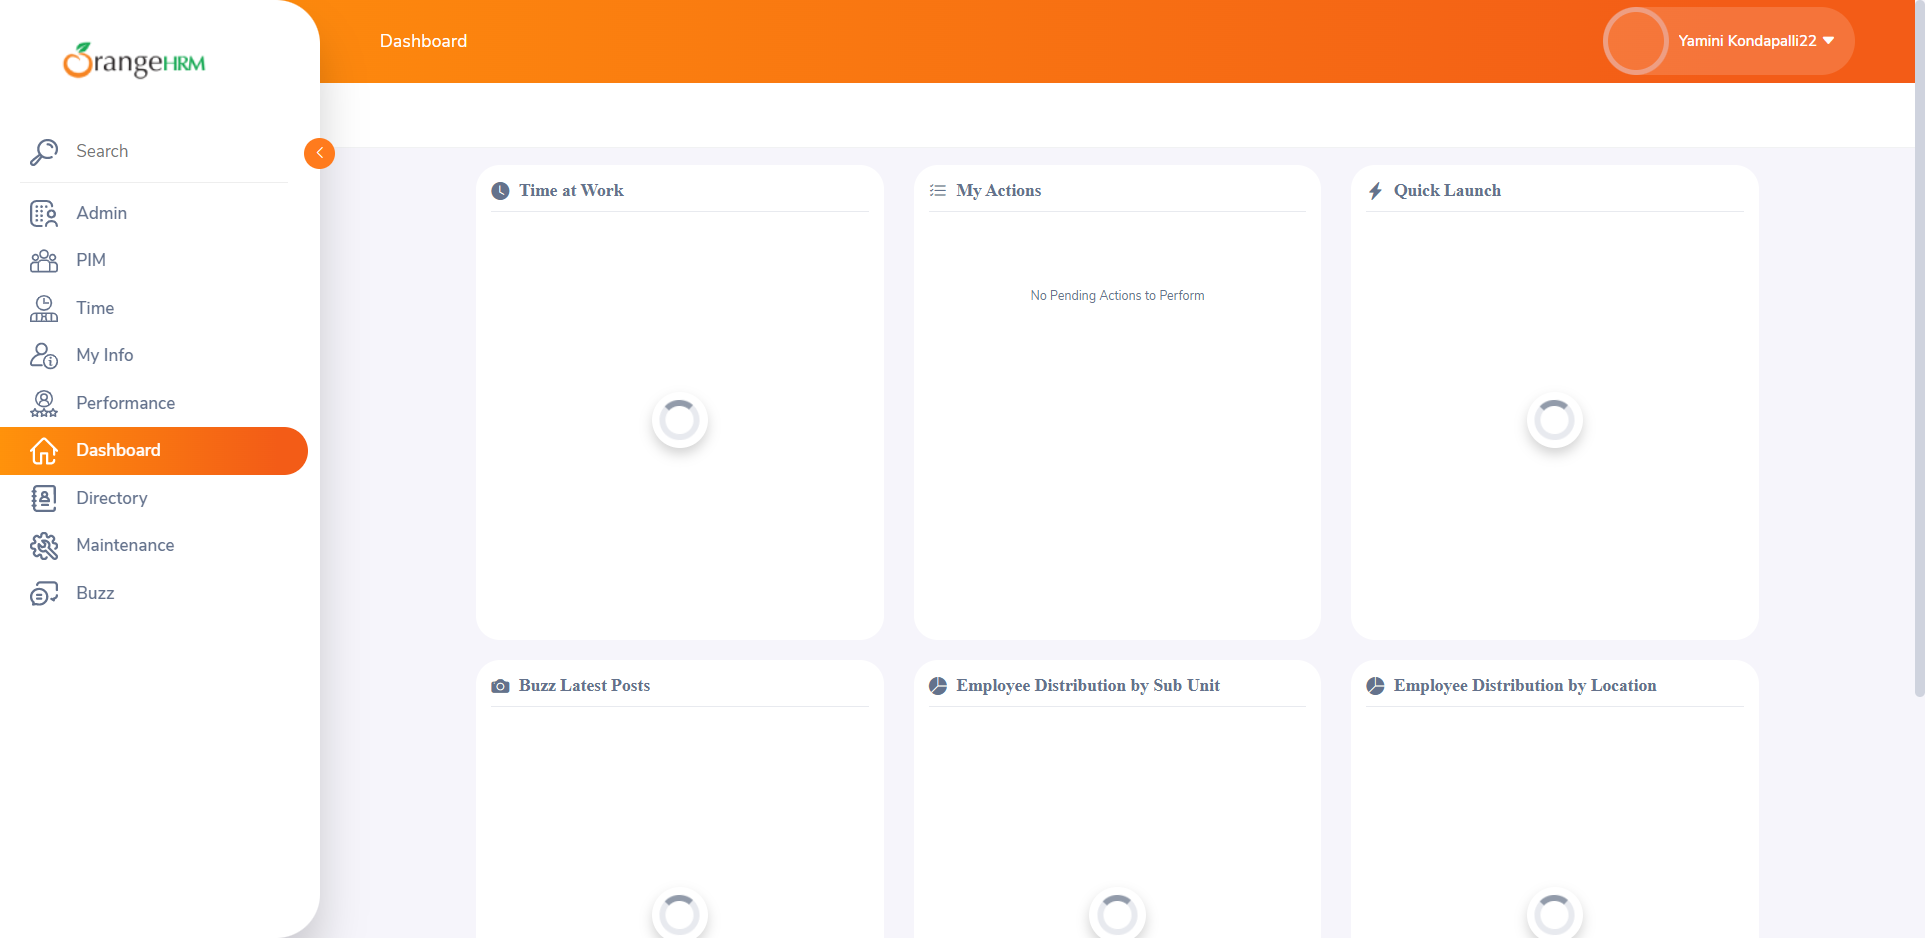 OrangeHRM
Dashboard
Yamini Kondapalli22
Search
Admin
PIM
Time
My Info
Performance
Dashboard
Directory
Maintenance
Buzz
Time at Work
My Actions
No Pending Actions to Perform
Quick Launch
Buzz Latest Posts
Employee Distribution by Sub Unit
Employee Distribution by Location